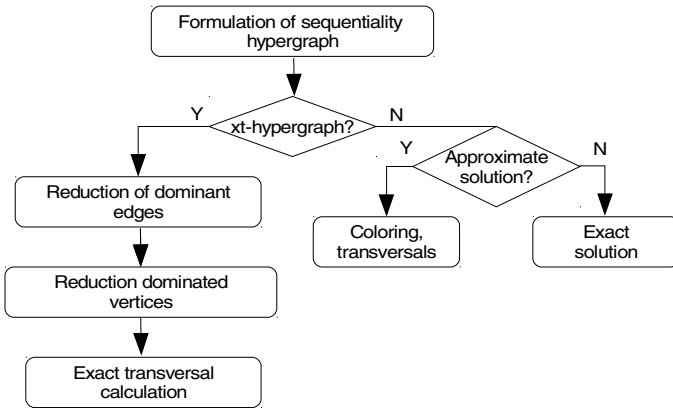 Formulation of sequentiality
hypergraph
Y
xt-hypergraph?
N
Y
Approximate
solution?
N
Reduction of dominant
edges
Coloring,
transversals
Exact
solution
Reduction dominated
vertices
Exact transversal
calculation